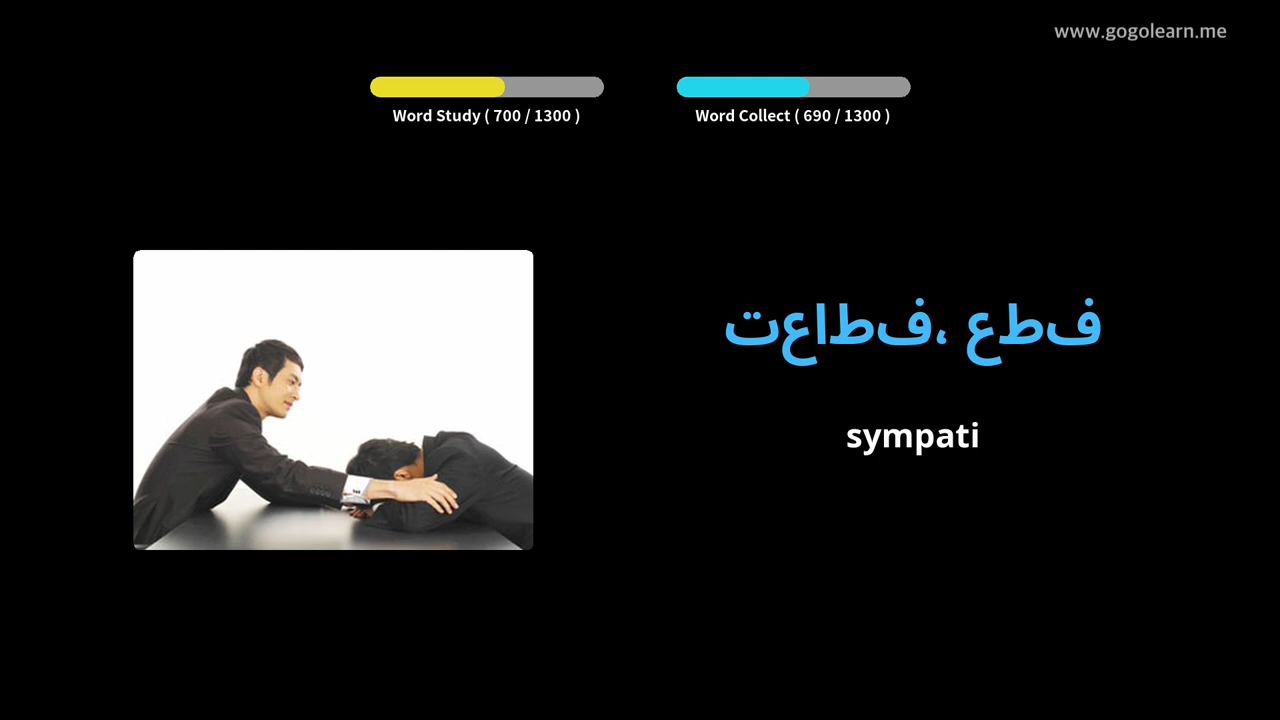 www.gogolearn.me
Word Study ( 700 / 1300 )
Word Collect ( 690 / 1300 )
تعاطف، عطف
sympati